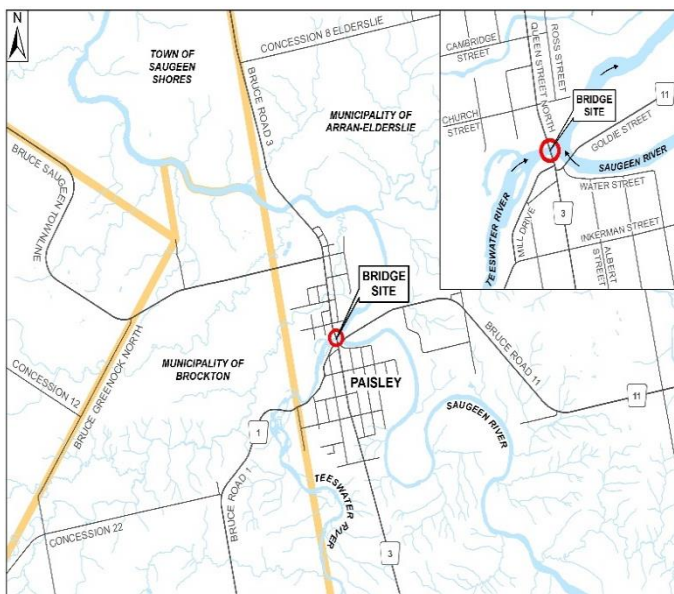 N
TOWN OF
SAUGEEN
SHORES
CONCESSION 8 ELDERSLIE
BRUCE ROAD 3
MUNICIPALITY OF
ARRAN-ELDERSLIE
BRUCE SAUGEEN TOWNLINE
BRIDGE
SITE
MUNICIPALITY OF
BROCKTON
CONCESSION 12
BRUCE GREENOCK NORTH
PAISLEY
BRUCE ROAD 11
11
SAUGEEN RIVER
1
BRUCE ROAD 1
TEESWATER
RIVER
CONCESSION 22
3
CAMBRIDGE
STREET
QUEEN STREET NORTH
ROSS STREET
BRIDGE
SITE
11
CHURCH
STREET
GOLDIE STREET
SAUGEEN RIVER
WATER STREET
3
MILL DRIVE
INKERMAN STREET
ALBERT
STREET
TEESWATER RIVER